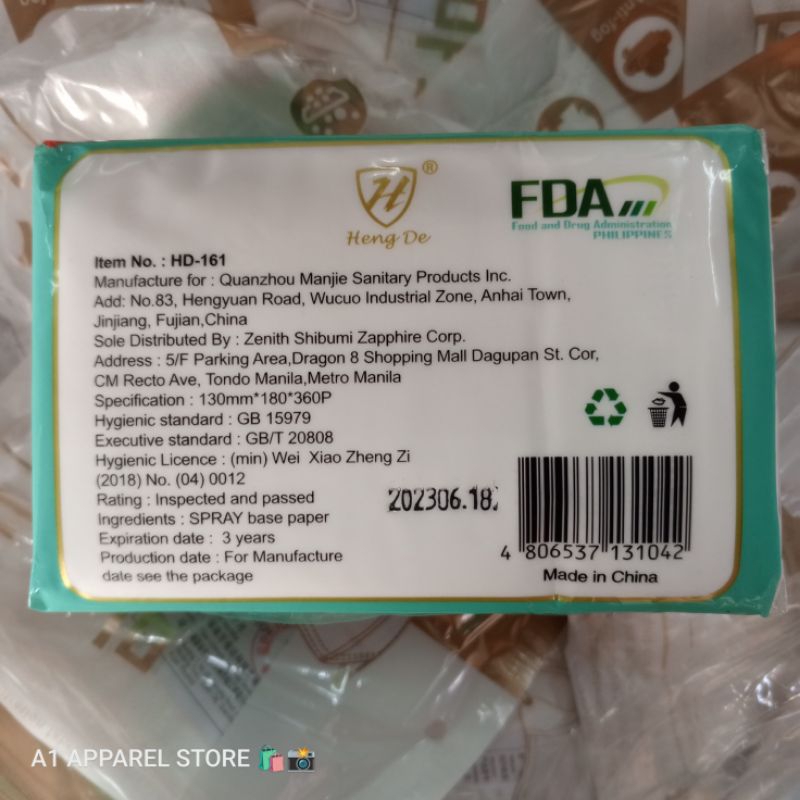 H ®
Heng De
FDA
Food and Drug Administration
PHILIPPINES
Item No. : HD-161
Manufacture for : Quanzhou Manjie Sanitary Products Inc.
Add: No.83, Hengyuan Road, Wucuo Industrial Zone, Anhai Town,
Jinjiang, Fujian,China
Sole Distributed By : Zenith Shibumi Zapphire Corp.
Address : 5/F Parking Area,Dragon 8 Shopping Mall Dagupan St. Cor,
CM Recto Ave, Tondo Manila,Metro Manila
Specification : 130mm*180*360P
Hygienic standard : GB 15979
Executive standard : GB/T 20808
Hygienic Licence : (min) Wei Xiao Zheng Zi
(2018) No. (04) 0012
Rating : Inspected and passed
Ingredients : SPRAY base paper
Expiration date : 3 years
Production date : For Manufacture
date see the package
202306.18
4 806537 131042
Made in China
A1 APPAREL STORE